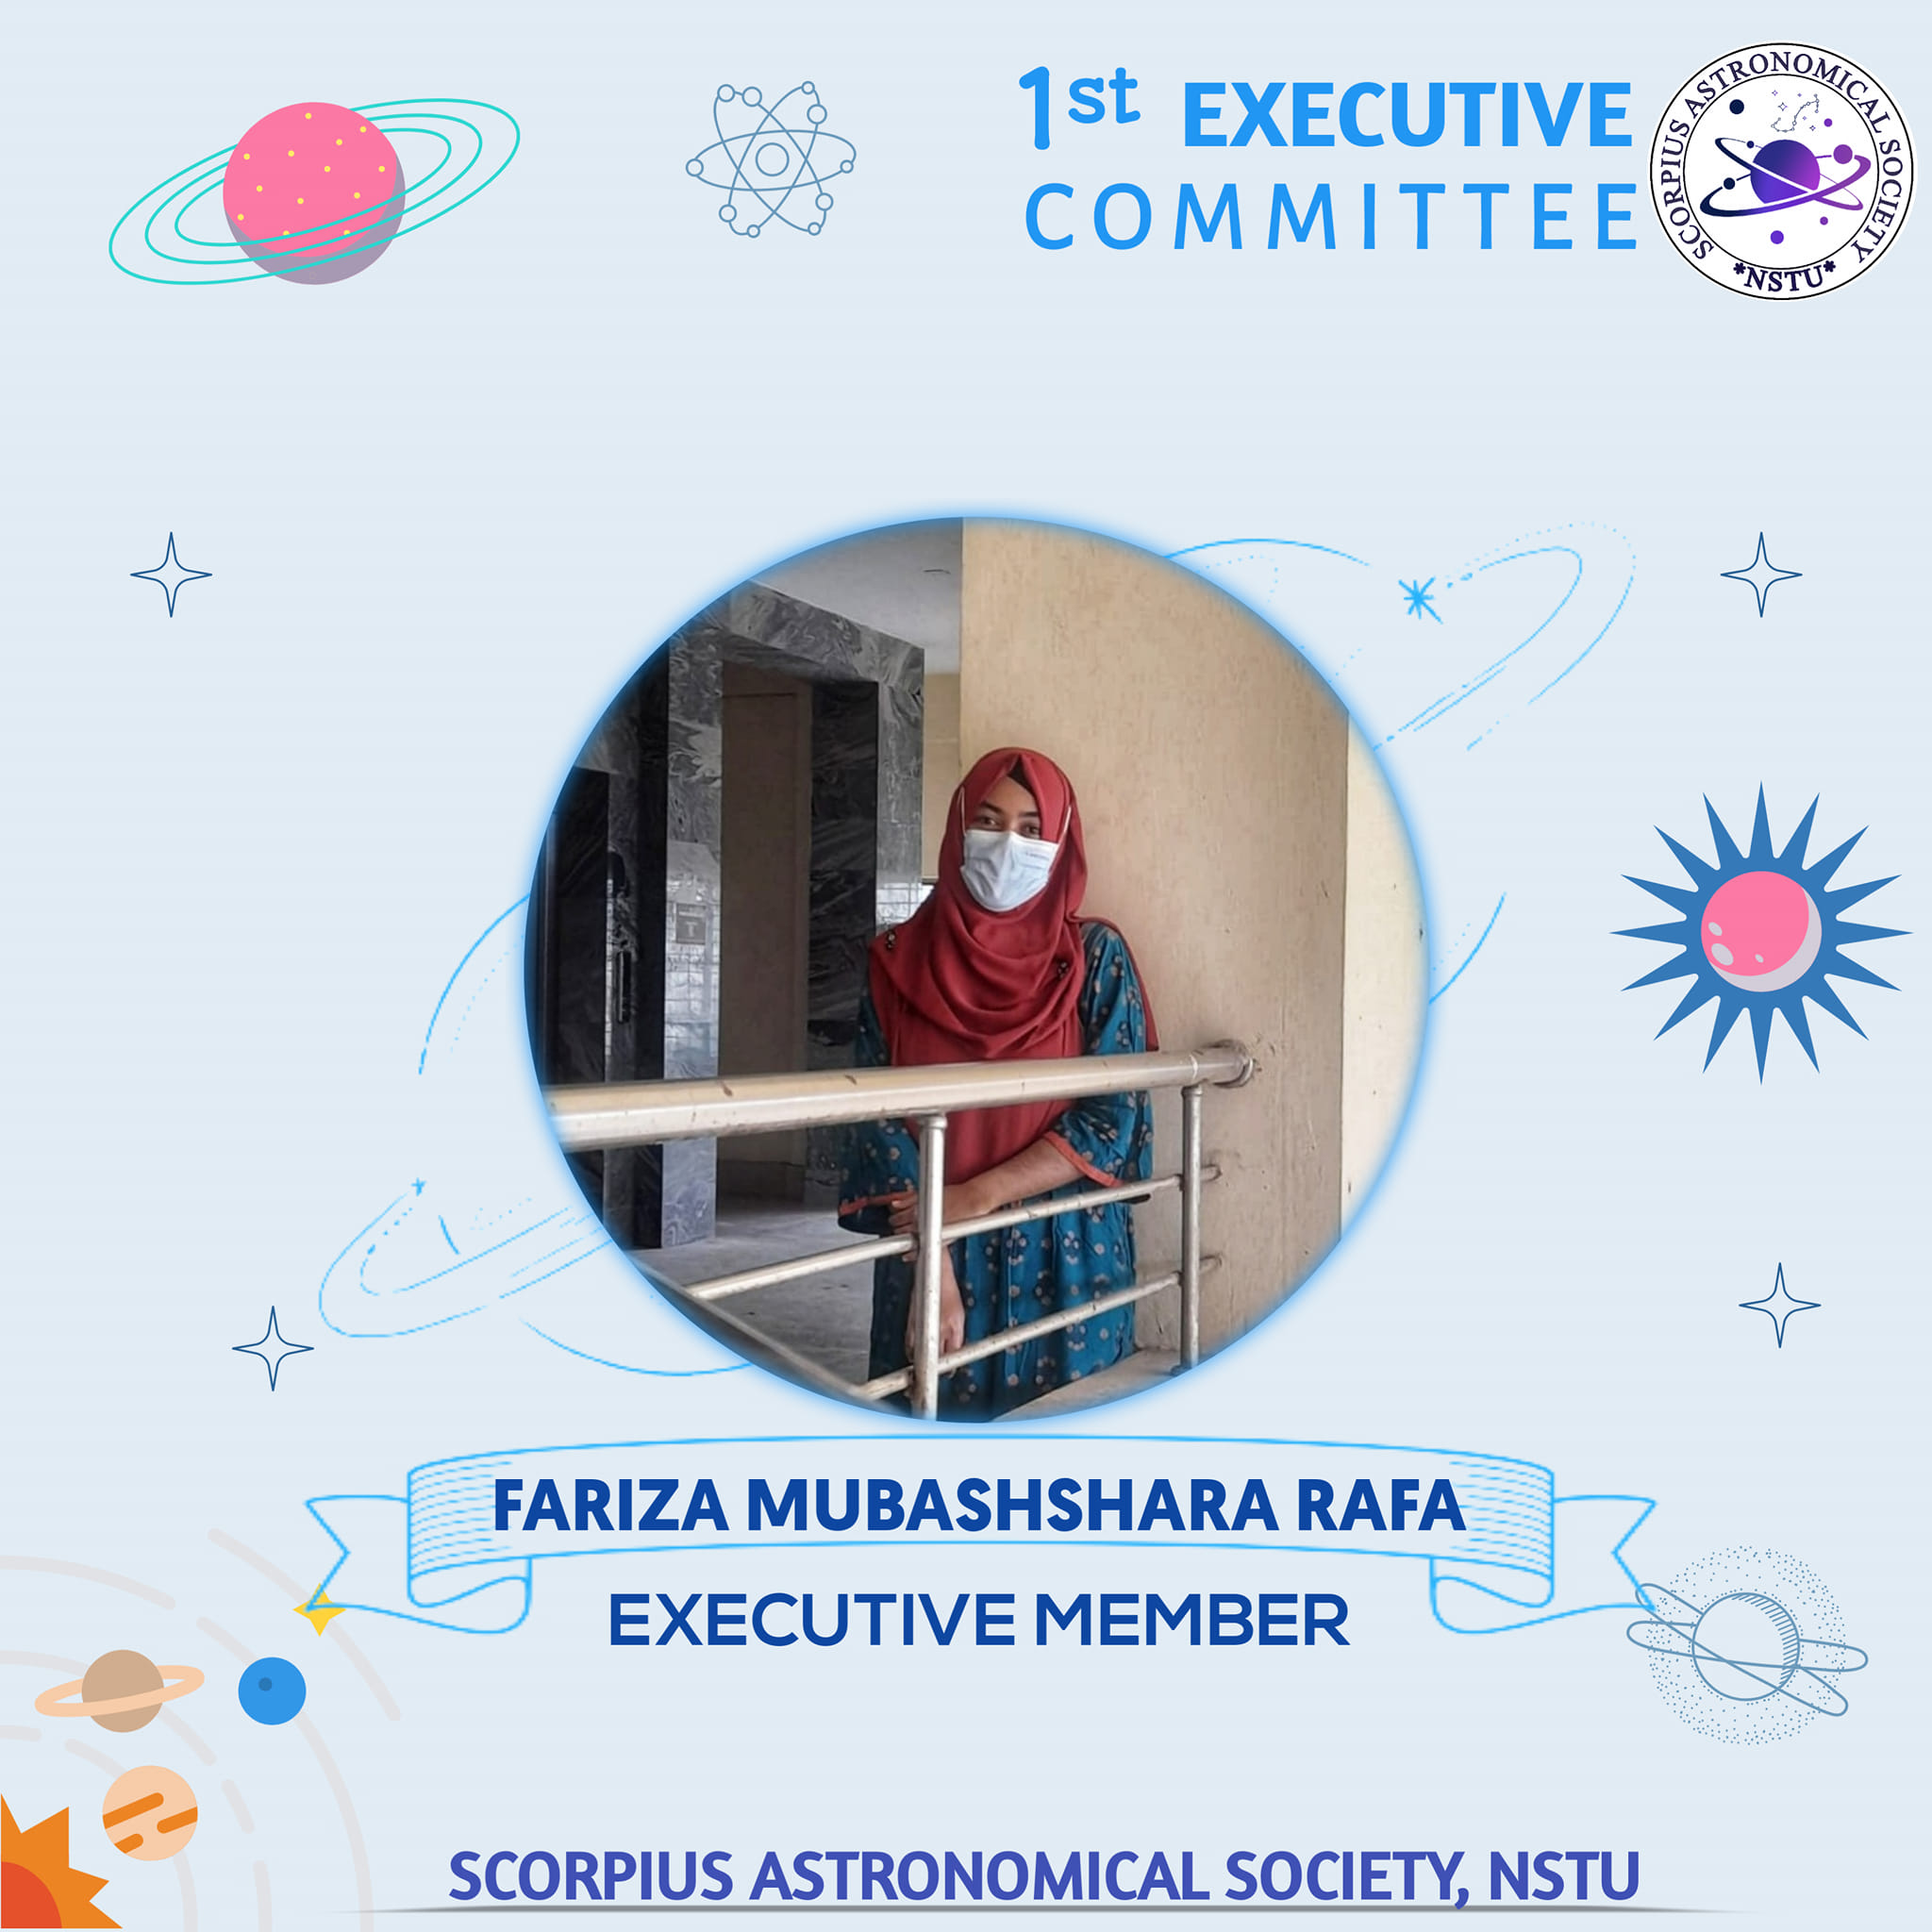 1st EXECUTIVE
COMMITTEE
SCORPIUS ASTRONOMICAL SOCIETY
*NSTU*
FARIZA MUBASHSHARA RAFA
EXECUTIVE MEMBER
SCORPIUS ASTRONOMICAL SOCIETY, NSTU